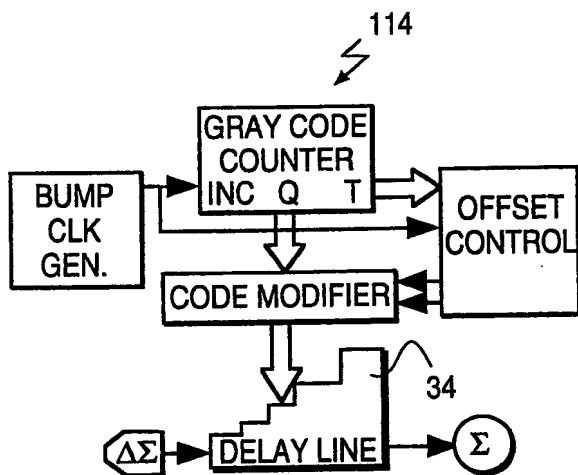 114
GRAY CODE
COUNTER
INC Q T
BUMP
CLK
GEN.
OFFSET
CONTROL
CODE MODIFIER
34
ΔΣ
DELAY LINE
Σ